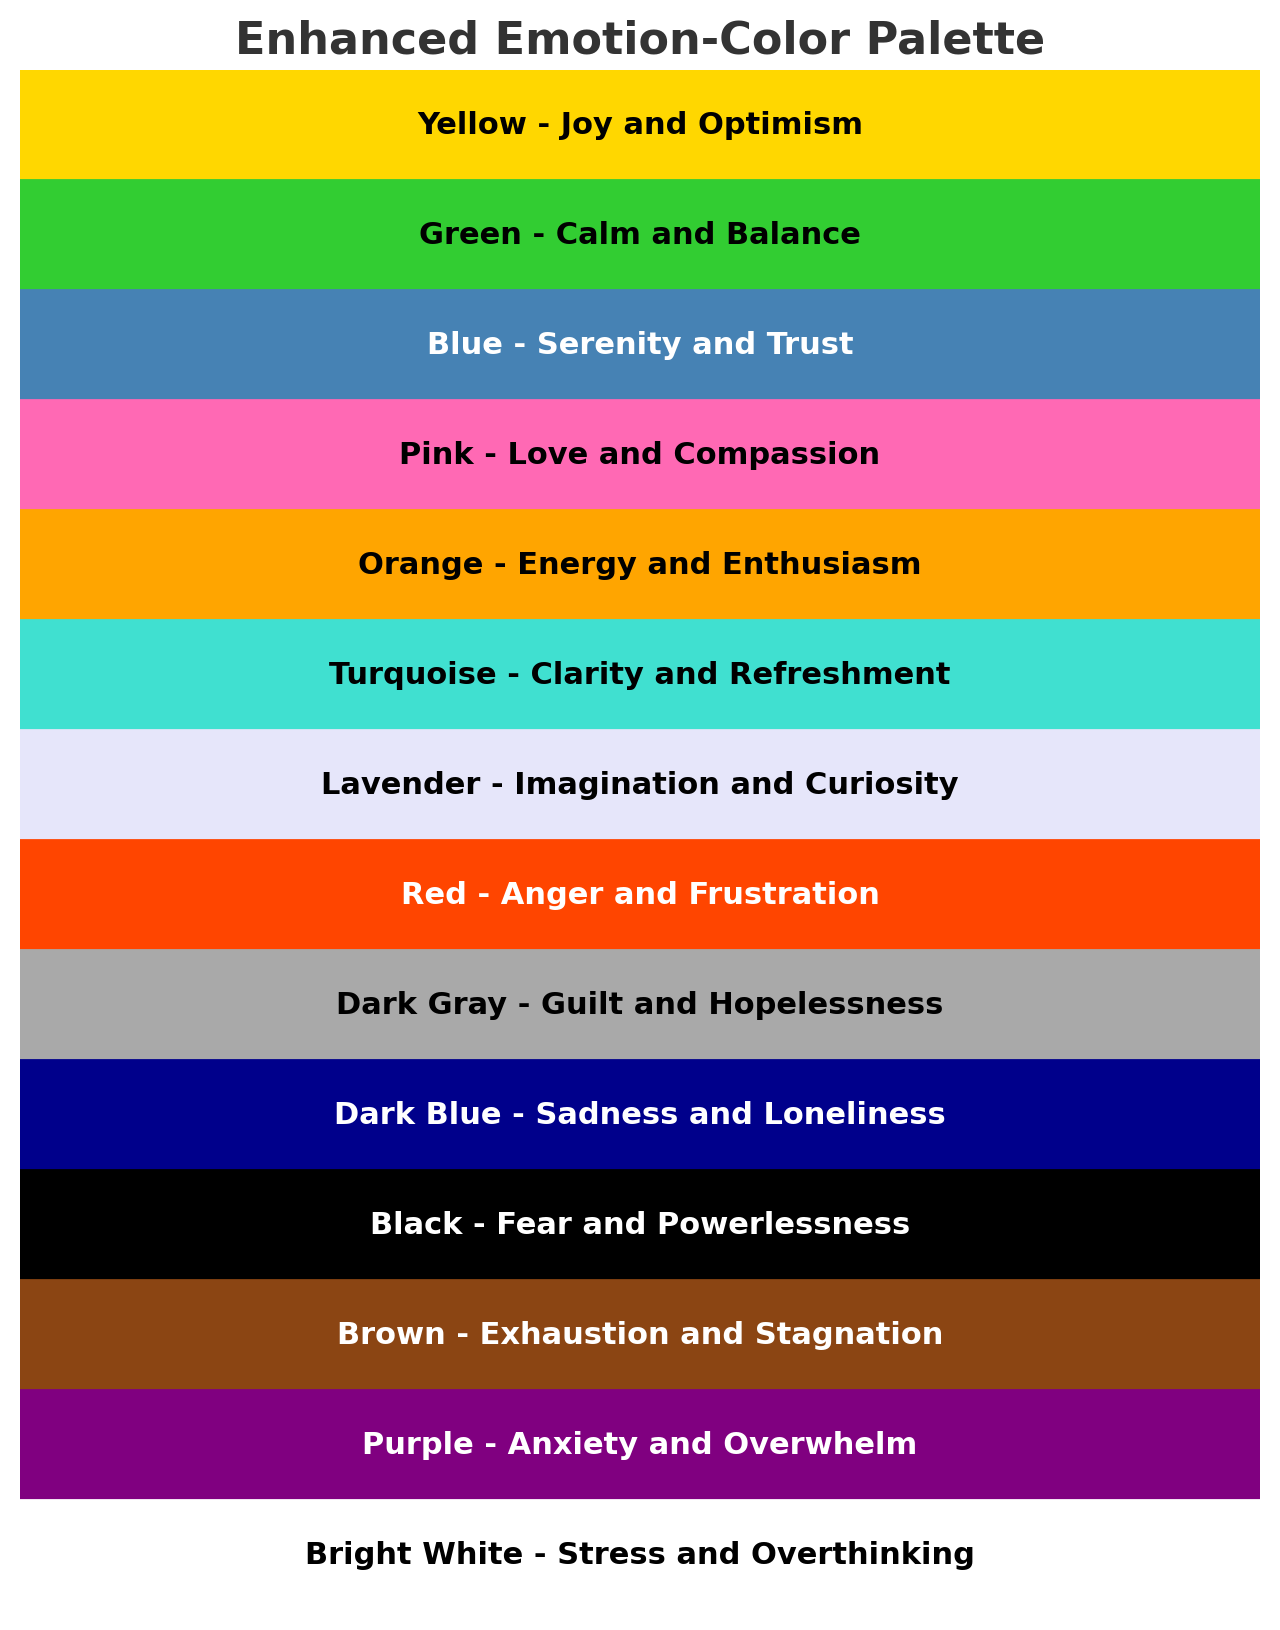 Enhanced Emotion-Color Palette
Yellow - Joy and Optimism
Green - Calm and Balance
Blue - Serenity and Trust
Pink - Love and Compassion
Orange - Energy and Enthusiasm
Turquoise - Clarity and Refreshment
Lavender - Imagination and Curiosity
Red - Anger and Frustration
Dark Gray - Guilt and Hopelessness
Dark Blue - Sadness and Loneliness
Black - Fear and Powerlessness
Brown - Exhaustion and Stagnation
Purple - Anxiety and Overwhelm
Bright White - Stress and Overthinking